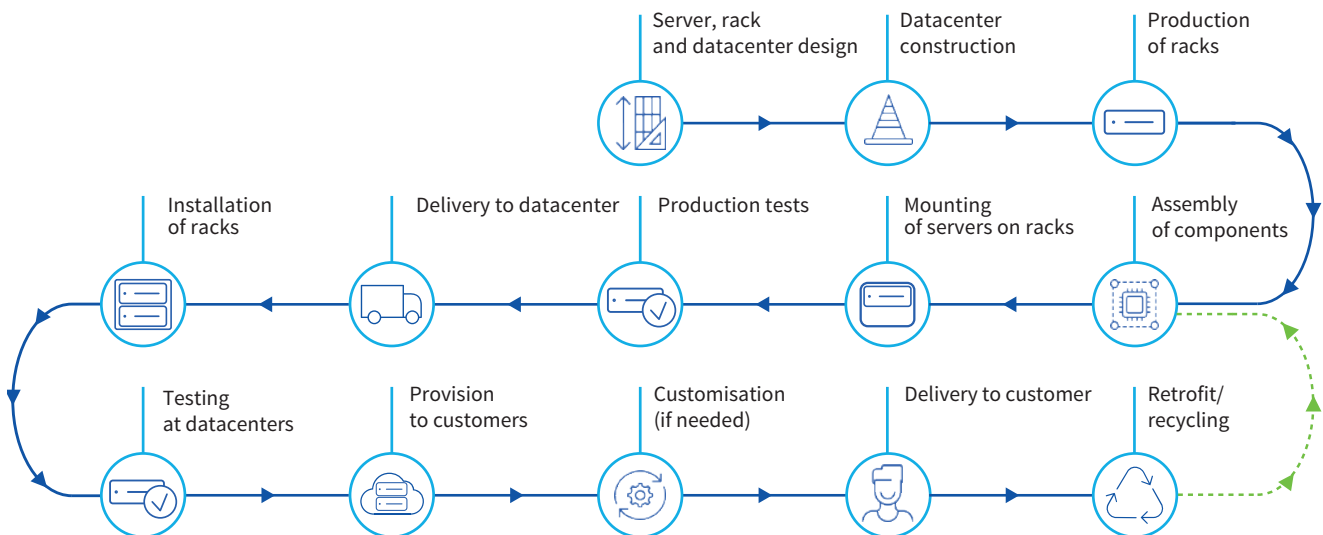 Server, rack
and datacenter design
Datacenter
construction
Production
of racks
Installation
of racks
Delivery to datacenter
Production tests
Mounting
of servers on racks
Assembly
of components
Testing
at datacenters
Provision
to customers
Customisation
(if needed)
Delivery to customer
Retrofit/
recycling